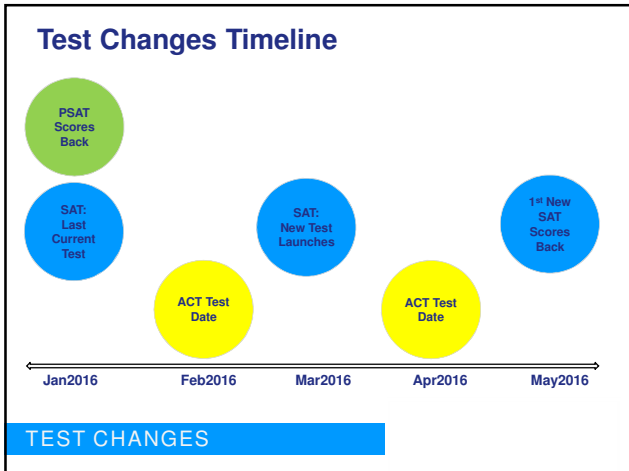 Test Changes Timeline
PSAT
Scores
Back
SAT:
Last
Current
Test
SAT:
New Test
Launches
1st New
SAT
Scores
Back
ACT Test
Date
ACT Test
Date
Jan2016
Feb2016
Mar2016
Apr2016
May2016
TEST CHANGES